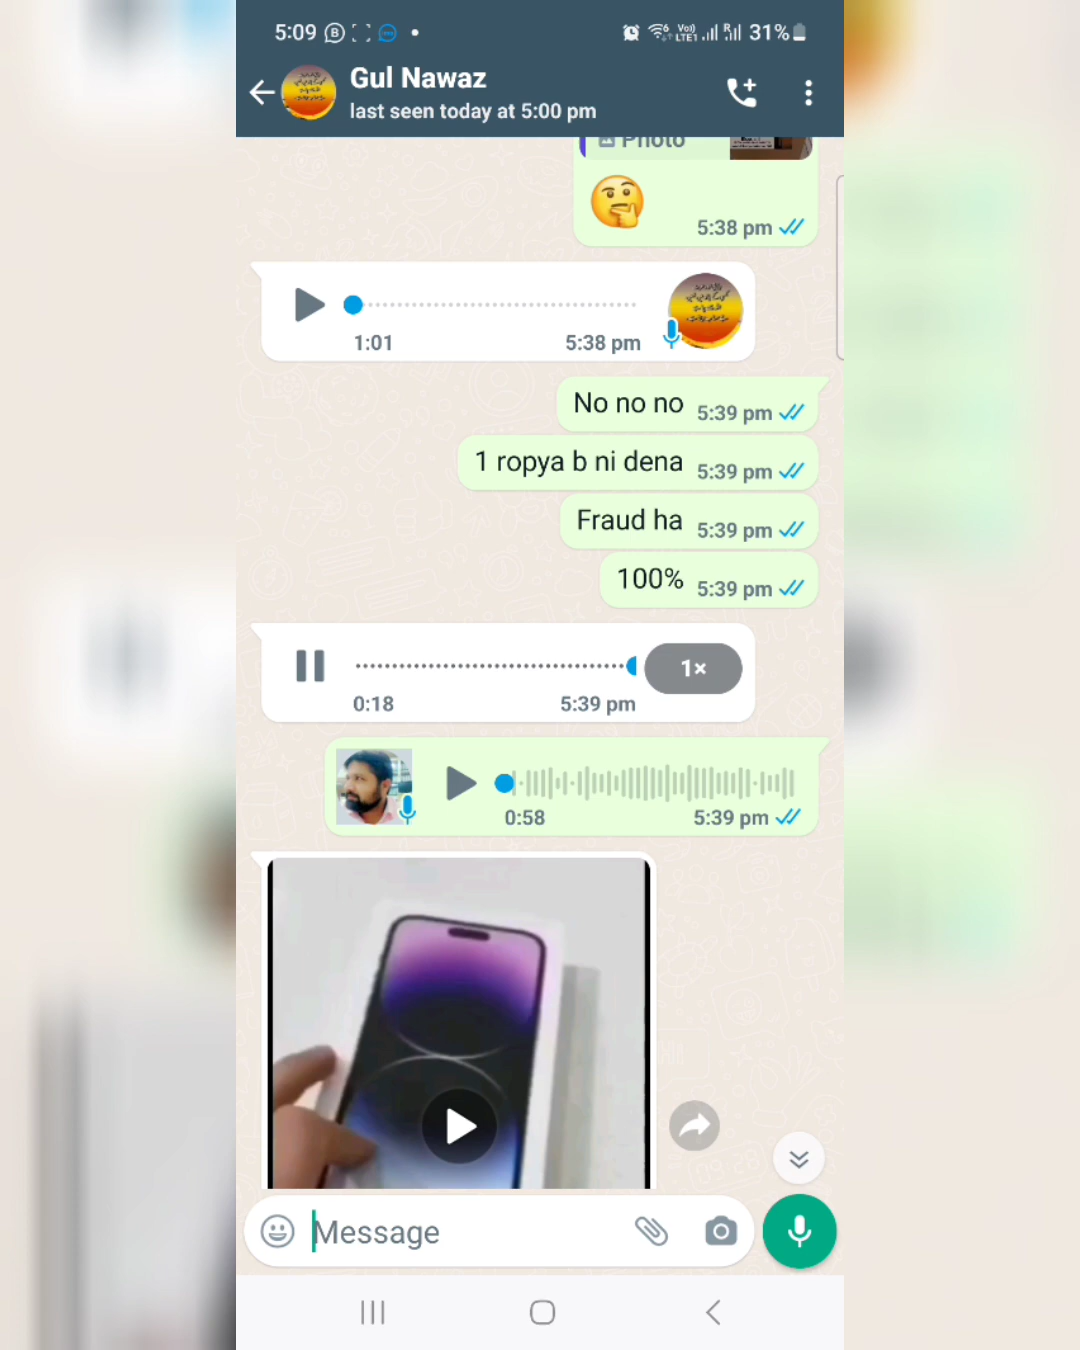 5:09
LTE1
31%
Gul Nawaz
last seen today at 5:00 pm
Photo
5:38 pm
1:01
5:38 pm
No no no
5:39 pm
1 ropya b ni dena
5:39 pm
Fraud ha
5:39 pm
100%
5:39 pm
1×
0:18
5:39 pm
0:58
5:39 pm
Message